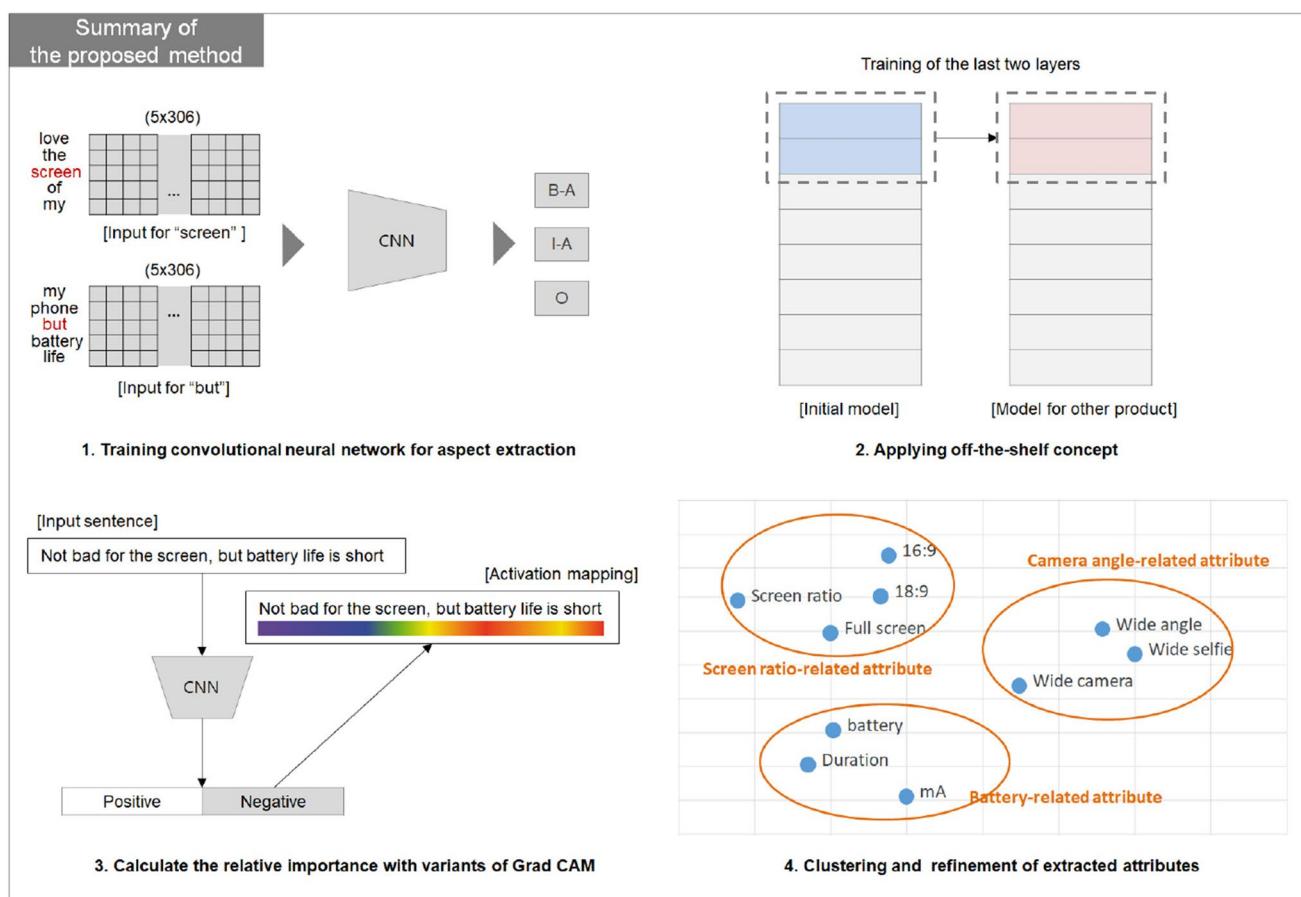 Summary of
the proposed method
(5x306)
love
the
screen
of
my
...
[Input for "screen" ]
(5x306)
my
phone
but
battery
life
...
[Input for "but"]
CNN
B-A
I-A
O
1. Training convolutional neural network for aspect extraction
Training of the last two layers
[Initial model]
[Model for other product]
2. Applying off-the-shelf concept
[Input sentence]
Not bad for the screen, but battery life is short
[Activation mapping]
Not bad for the screen, but battery life is short
CNN
Positive
Negative
3. Calculate the relative importance with variants of Grad CAM
16:9
Screen ratio
18:9
Full screen
Screen ratio-related attribute
Camera angle-related attribute
Wide angle
Wide selfie
Wide camera
battery
Duration
mA
Battery-related attribute
4. Clustering and refinement of extracted attributes